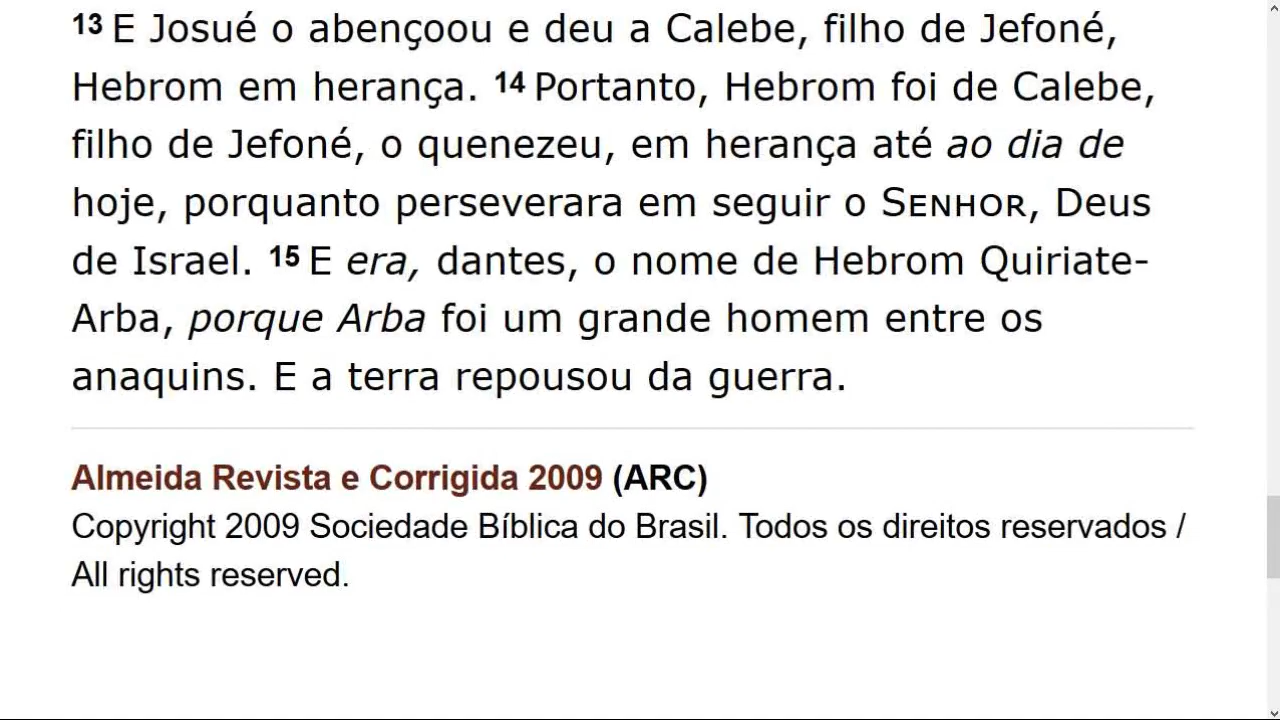 13 E Josué o abençoou e deu a Calebe, filho de Jefoné,
Hebrom em herança. 14 Portanto, Hebrom foi de Calebe,
filho de Jefoné, o quenezeu, em herança até ao dia de
hoje, porquanto perseverara em seguir o SENHOR, Deus
de Israel. 15 E era, dantes, o nome de Hebrom Quiriate-
Arba, porque Arba foi um grande homem entre os
anaquins. E a terra repousou da guerra.
Almeida Revista e Corrigida 2009 (ARC)
Copyright 2009 Sociedade Bíblica do Brasil. Todos os direitos reservados /
All rights reserved.